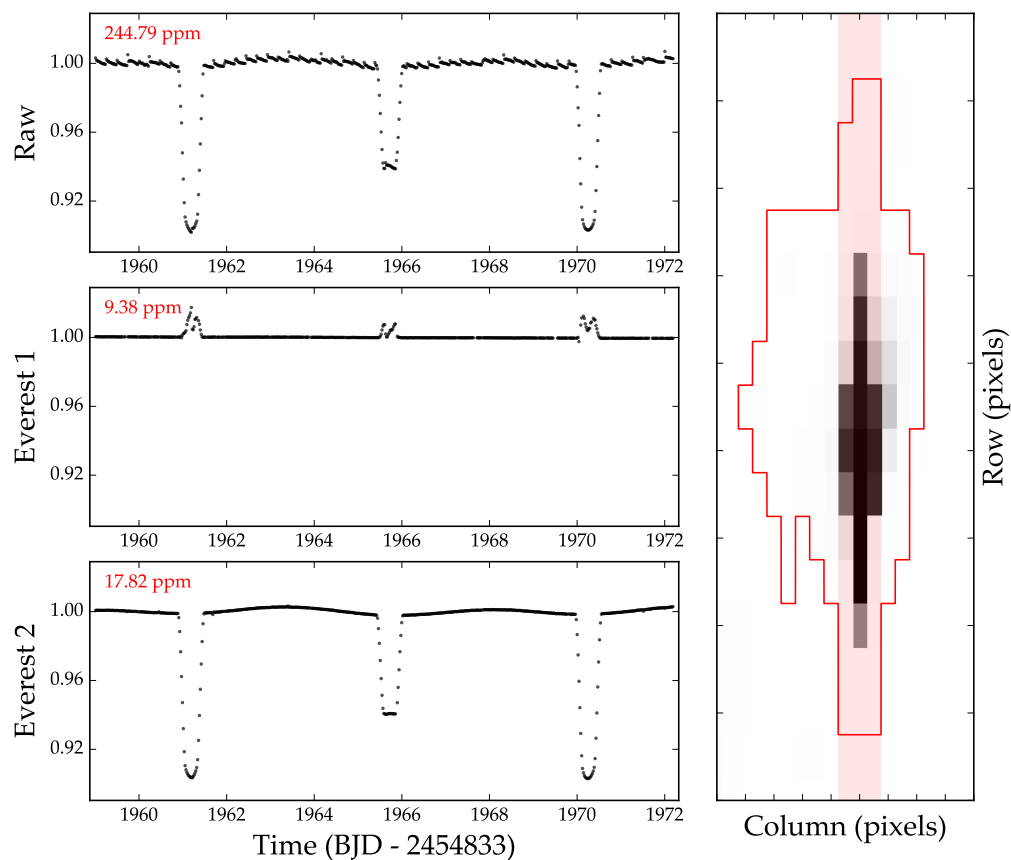 244.79 ppm
Raw
1.00
0.96
0.92
1960 1962 1964 1966 1968 1970 1972
9.38 ppm
Everest 1
1.00
0.96
0.92
1960 1962 1964 1966 1968 1970 1972
17.82 ppm
Everest 2
1.00
0.96
0.92
1960 1962 1964 1966 1968 1970 1972
Time (BJD - 2454833)
Row (pixels)
Column (pixels)